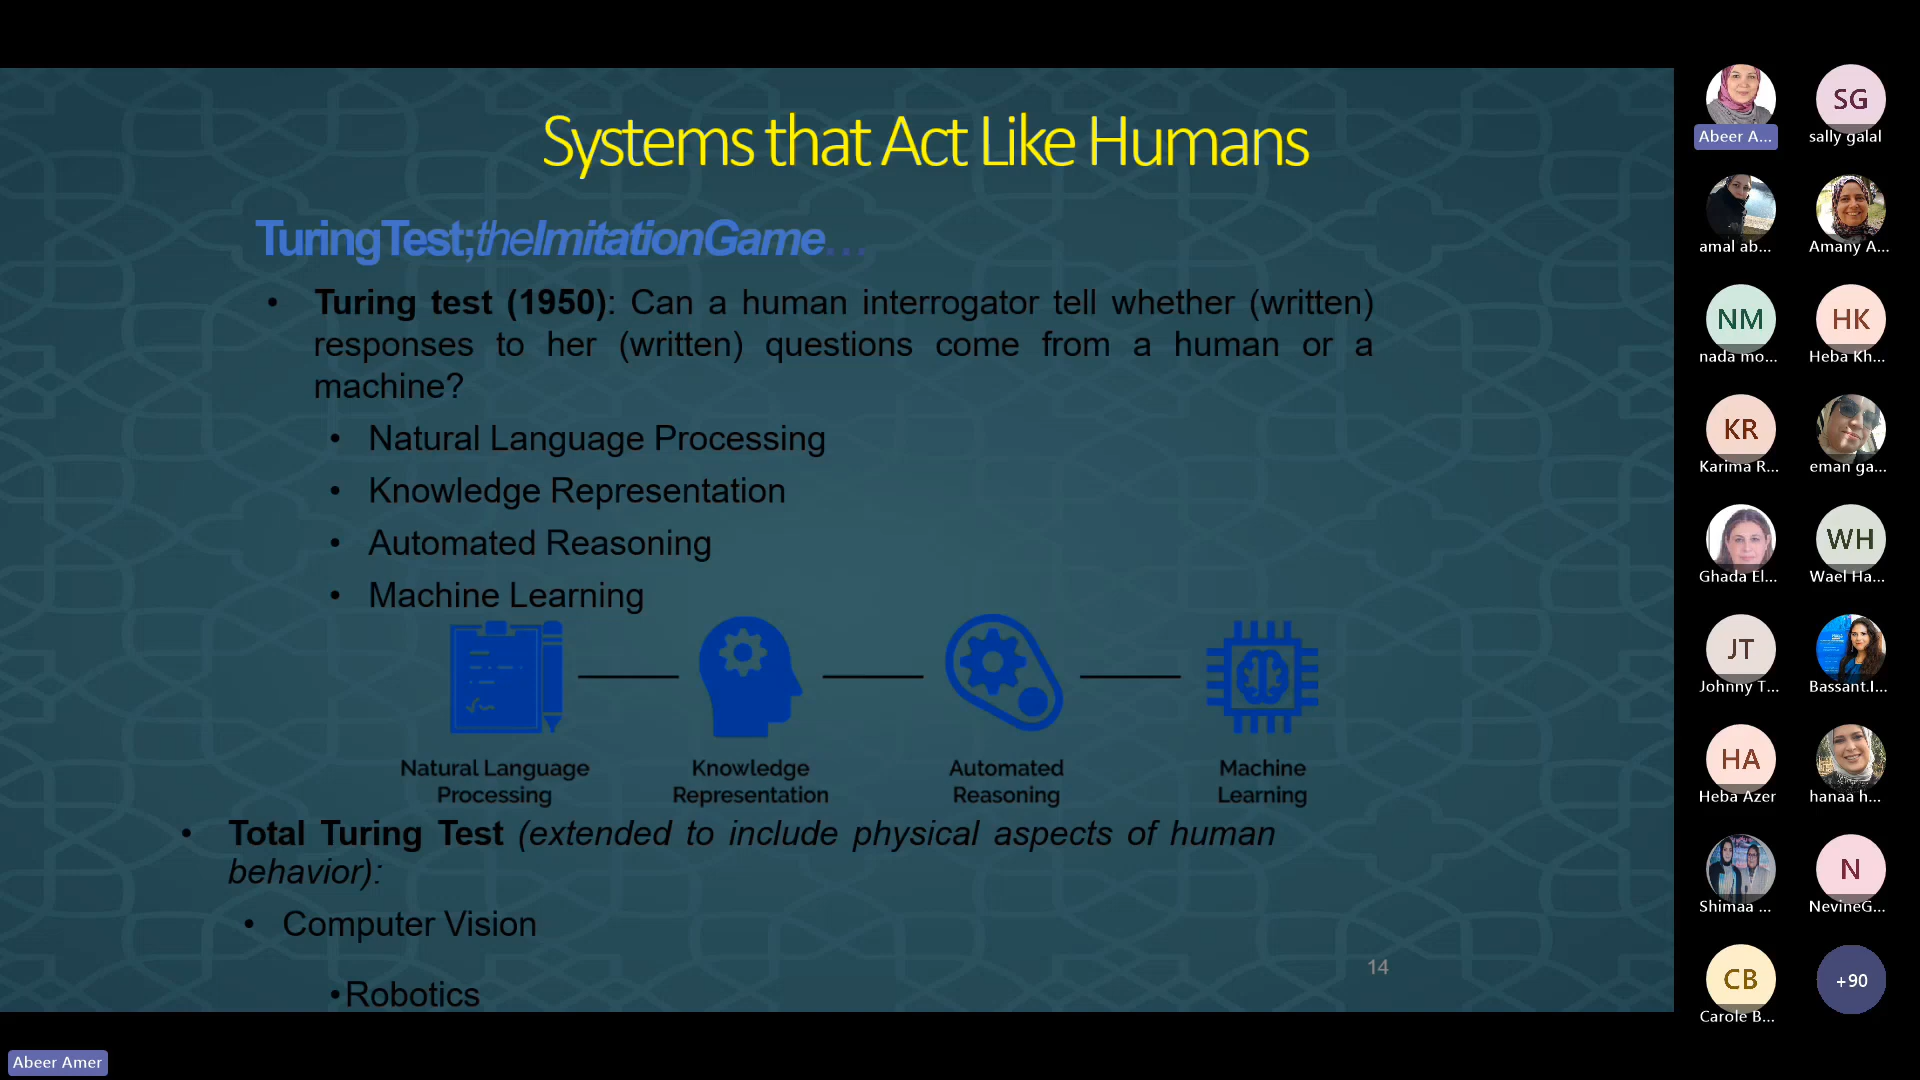 Systems that Act Like Humans
TuringTest;theImitationGame...
• Turing test (1950): Can a human interrogator tell whether (written)
responses to her (written) questions come from a human or a
machine?
• Natural Language Processing
• Knowledge Representation
• Automated Reasoning
• Machine Learning
Natural Language
Processing
Knowledge
Representation
Automated
Reasoning
Machine
Learning
• Total Turing Test (extended to include physical aspects of human
behavior):
• Computer Vision
•Robotics
14
Abeer A...
SG
sally galal
amal ab...
Amany A...
NM
nada mo...
HK
Heba Kh...
KR
Karima R...
eman ga...
Ghada El...
WH
Wael Ha...
JT
Johnny T...
Bassant.I...
HA
Heba Azer
hanaa h...
Shimaa ...
N
NevineG...
CB
Carole B...
+90
Abeer Amer